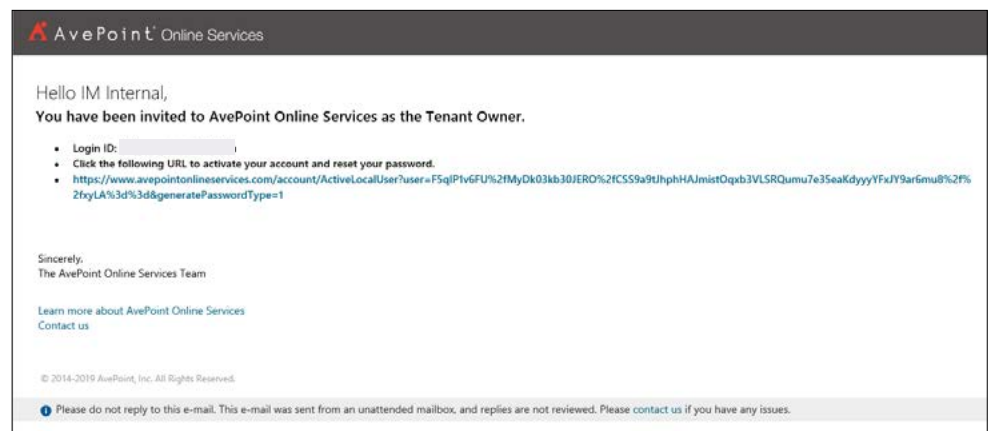 AvePoint Online Services
Hello IM Internal,
You have been invited to AvePoint Online Services as the Tenant Owner.
• Login ID:
• Click the following URL to activate your account and reset your password.
• https://www.avepointonlineservices.com/account/ActiveLocalUser?user=F5qIP1v6FU%2fMyDk03kb30JERO%2fCSS9a9tJhphHAJmistOqxb3VLSRQumu7e35eaKdyyyYFxJY9ar6mu8%2f%
2fxyLA%3d%3d&generatePasswordType=1
Sincerely.
The AvePoint Online Services Team
Learn more about AvePoint Online Services
Contact us
© 2014-2019 AvePoint, Inc. All Rights Reserved.
Please do not reply to this e-mail. This e-mail was sent from an unattended mailbox, and replies are not reviewed. Please contact us if you have any issues.